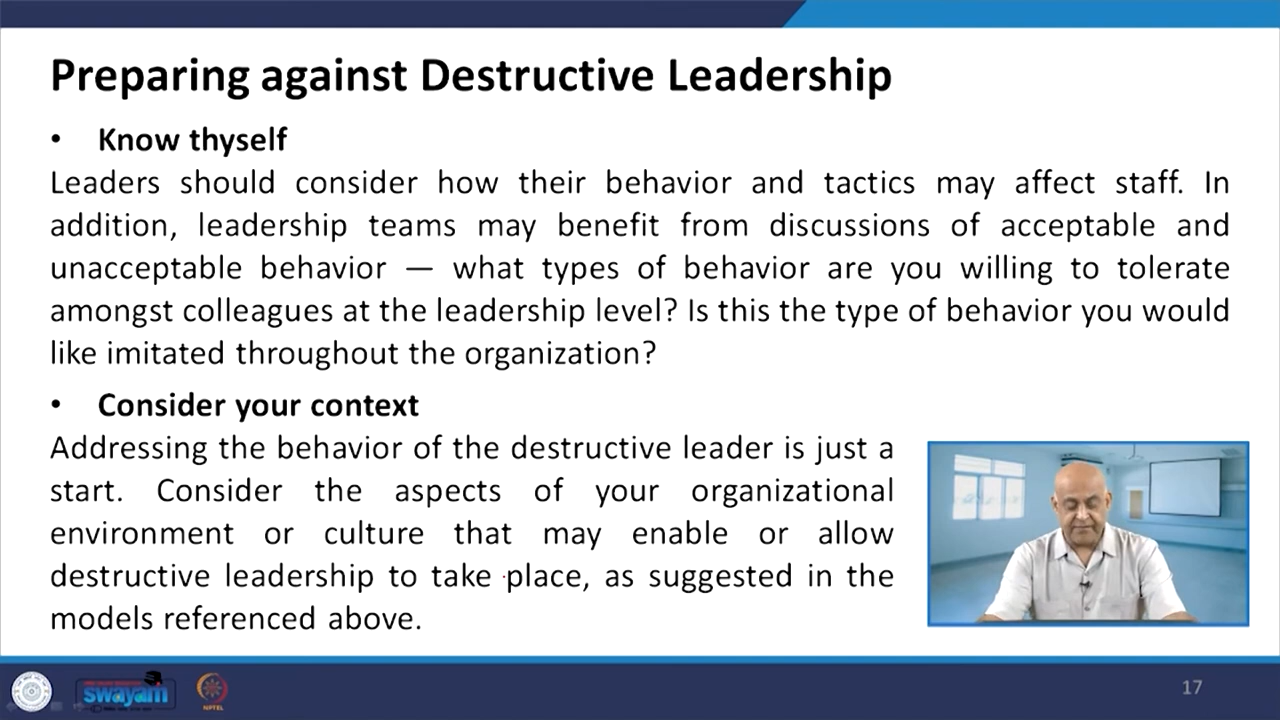 Preparing against Destructive Leadership
• Know thyself
Leaders should consider how their behavior and tactics may affect staff. In
addition, leadership teams may benefit from discussions of acceptable and
unacceptable behavior — what types of behavior are you willing to tolerate
amongst colleagues at the leadership level? Is this the type of behavior you would
like imitated throughout the organization?
• Consider your context
Addressing the behavior of the destructive leader is just a
start. Consider the aspects of your organizational
environment or culture that may enable or allow
destructive leadership to take place, as suggested in the
models referenced above.
swayam
NPTEL
17